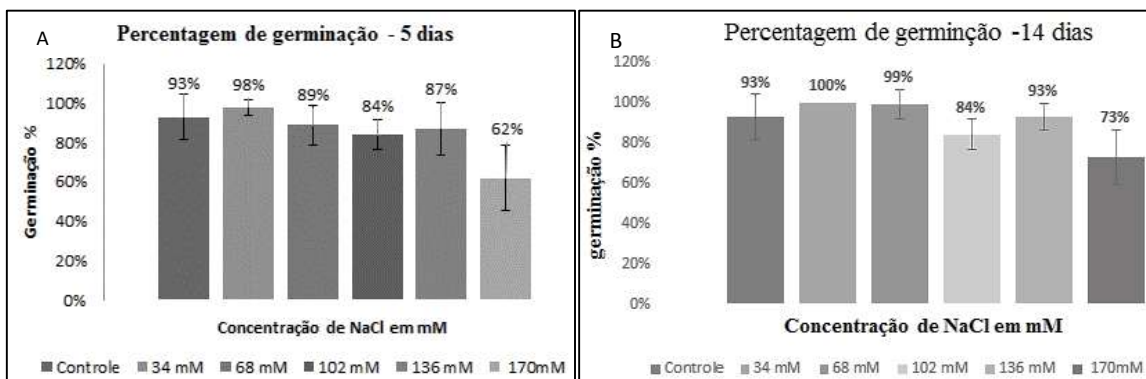 A
Percentagem de germinação - 5 dias
120%
100%
80%
60%
40%
20%
0%
Germinação %
93%
98%
89%
84%
87%
62%
Concentração de NaCl em mM
Controle 34 mM 68 mM 102 mM 136 mM 170mM
B
Percentagem de germinção -14 dias
120%
100%
80%
60%
40%
20%
0%
germinação %
93%
100%
99%
84%
93%
73%
Concentração de NaCl em mM
Controle 34 mM 68 mM 102 mM 136 mM 170mM